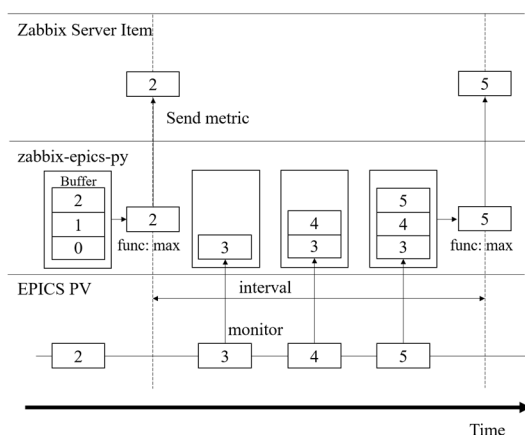 Zabbix Server Item
2
5
Send metric
zabbix-epics-py
Buffer
2
1
0
2
func: max
3
4
3
5
4
3
5
func: max
EPICS PV
interval
monitor
2
3
4
5
Time